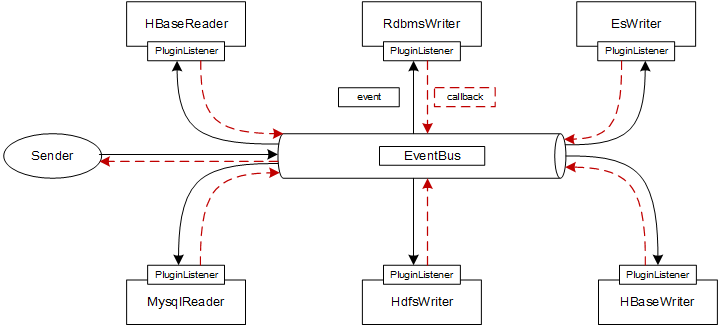 HBaseReader
PluginListener
RdbmsWriter
PluginListener
EsWriter
PluginListener
event
callback
Sender
EventBus
PluginListener
MysqlReader
PluginListener
HdfsWriter
PluginListener
HBaseWriter